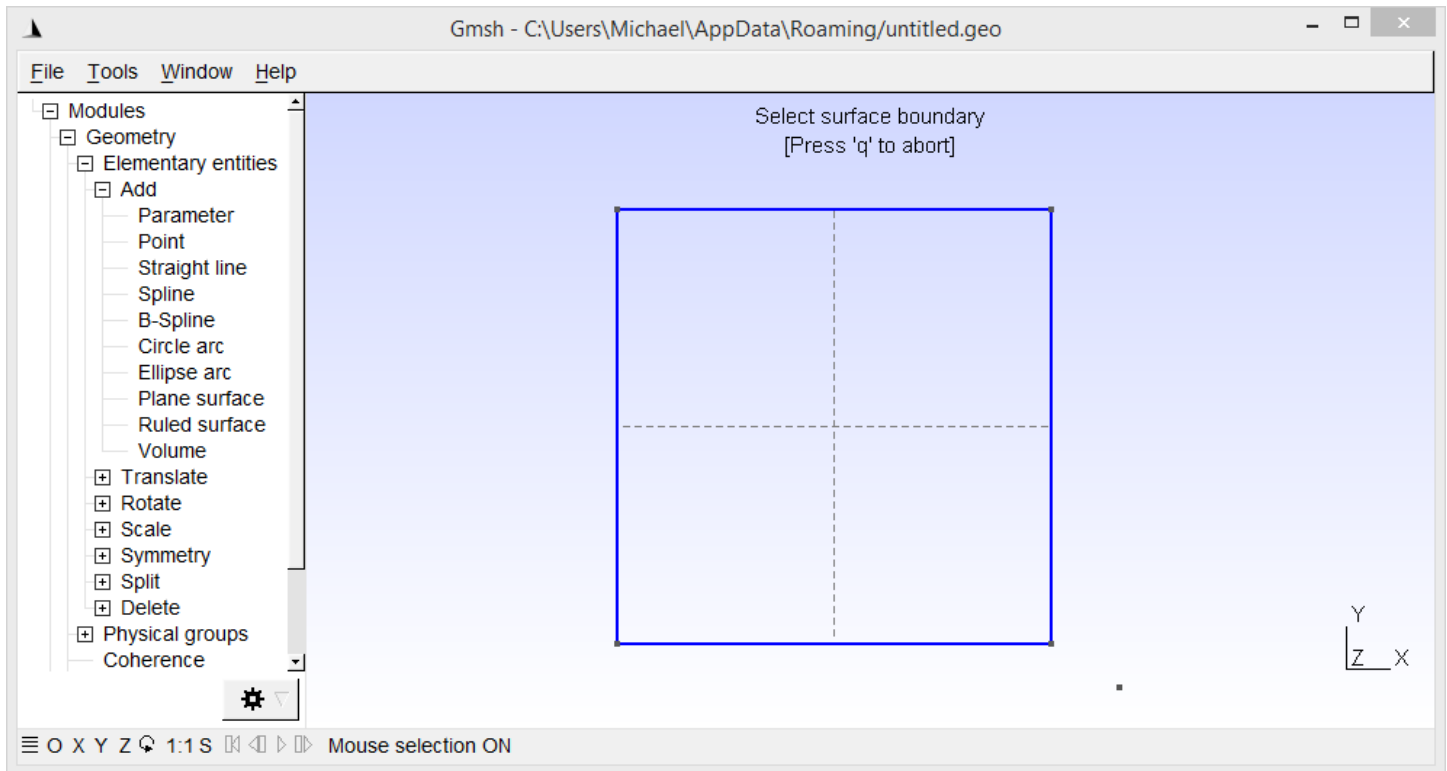 Gmsh - C:\Users\Michael\AppData\Roaming/untitled.geo
File Tools Window Help
Modules
Geometry
Elementary entities
Add
Parameter
Point
Straight line
Spline
B-Spline
Circle arc
Ellipse arc
Plane surface
Ruled surface
Volume
Translate
Rotate
Scale
Symmetry
Split
Delete
Physical groups
Coherence
Select surface boundary
[Press 'q' to abort]
Y
Z X
O X Y Z 1:1 S Mouse selection ON